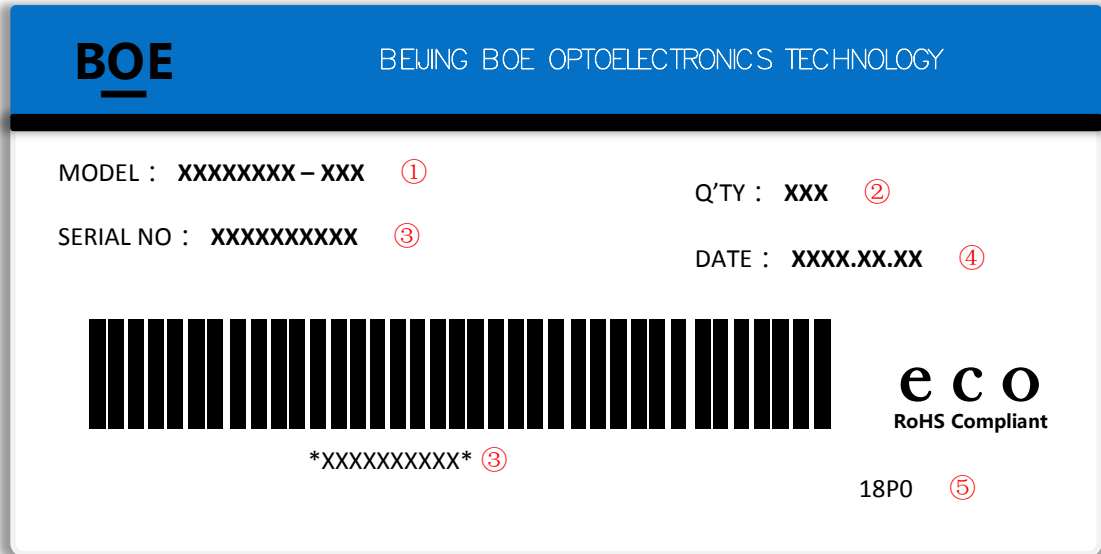 BOE
BEIJING BOE OPTOELECTRONICS TECHNOLOGY
MODEL： XXXXXXXX – XXX ①
Q’TY： XXX ②
SERIAL NO： XXXXXXXXXX ③
DATE： XXXX.XX.XX ④
e c o
RoHS Compliant
*XXXXXXXXXX* ③
18P0 ⑤